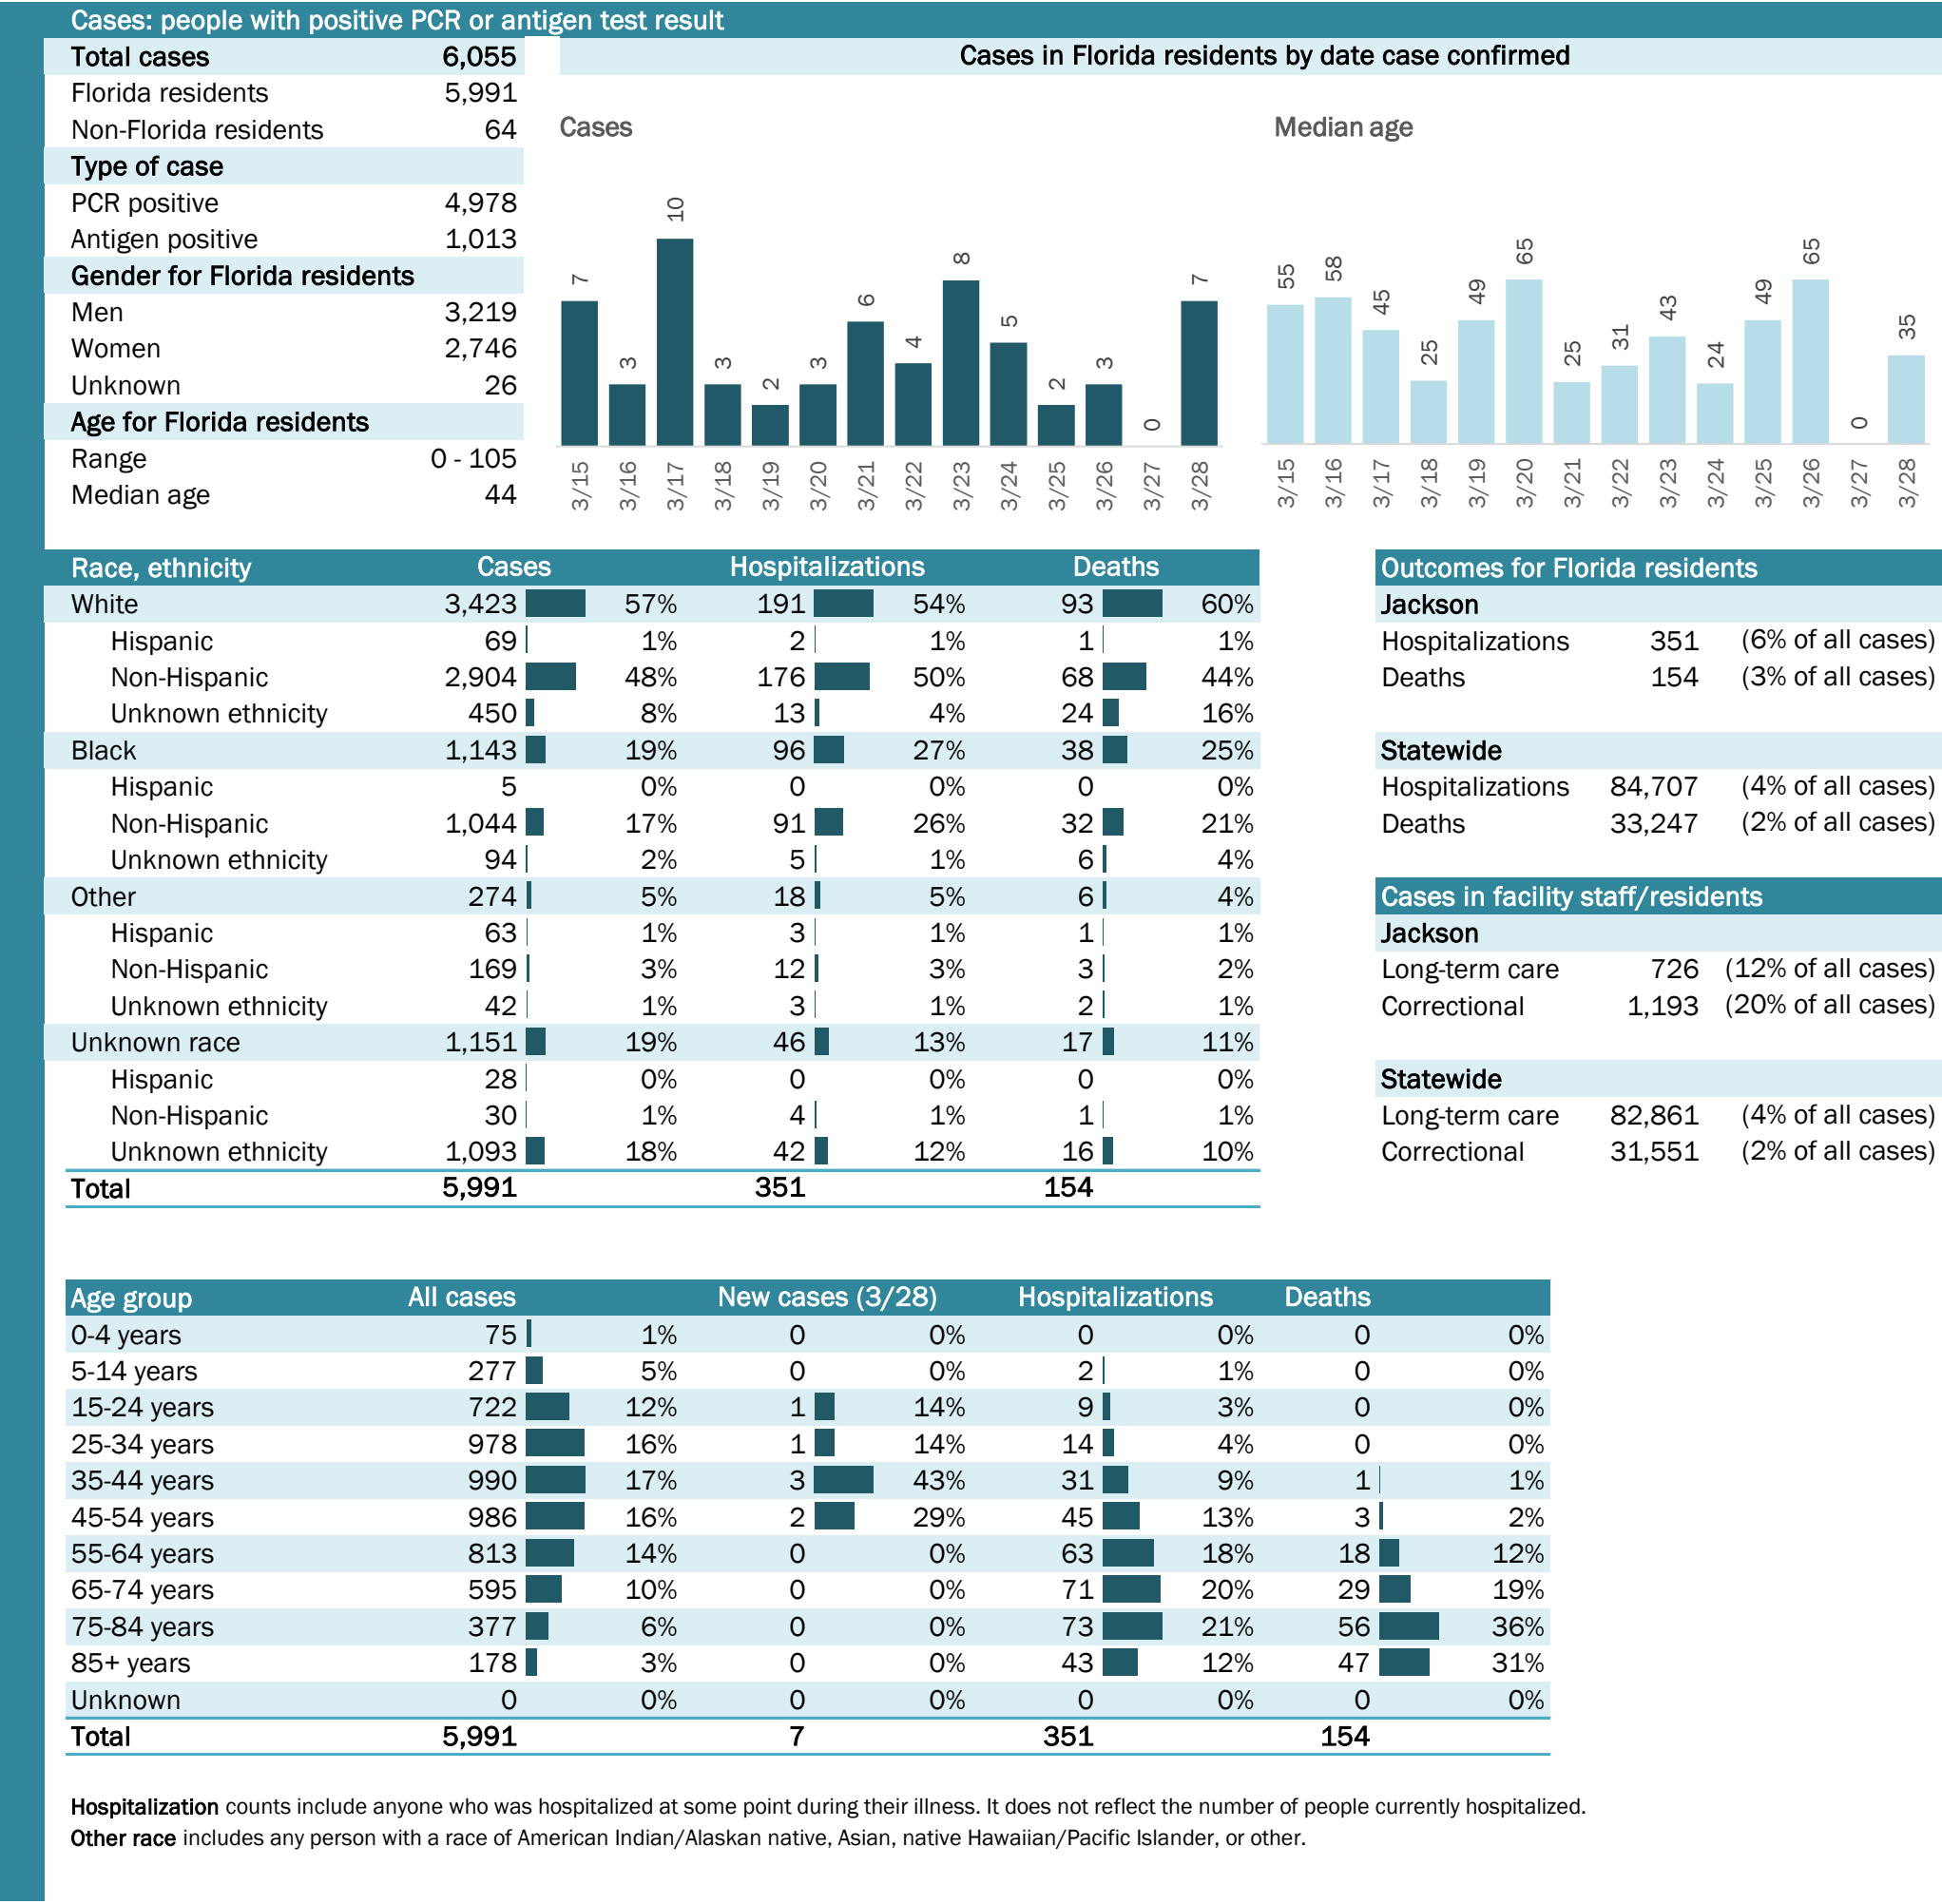 Cases: people with positive PCR or antigen test result
Total cases 6,055
Florida residents 5,991
Non-Florida residents 64
Type of case
PCR positive 4,978
Antigen positive 1,013
Gender for Florida residents
Men 3,219
Women 2,746
Unknown 26
Age for Florida residents
Range 0 - 105
Median age 44
Cases in Florida residents by date case confirmed
Cases
7 3 10 3 2 3 6 4 8 5 2 3 0 7
3/15 3/16 3/17 3/18 3/19 3/20 3/21 3/22 3/23 3/24 3/25 3/26 3/27 3/28
Median age
55 58 45 25 49 65 25 31 43 24 49 65 0 35
3/15 3/16 3/17 3/18 3/19 3/20 3/21 3/22 3/23 3/24 3/25 3/26 3/27 3/28
Race, ethnicity Cases Hospitalizations Deaths
White 3,423 57% 191 54% 93 60%
Hispanic 69 1% 2 1% 1 1%
Non-Hispanic 2,904 48% 176 50% 68 44%
Unknown ethnicity 450 8% 13 4% 24 16%
Black 1,143 19% 96 27% 38 25%
Hispanic 5 0% 0 0% 0 0%
Non-Hispanic 1,044 17% 91 26% 32 21%
Unknown ethnicity 94 2% 5 1% 6 4%
Other 274 5% 18 5% 6 4%
Hispanic 63 1% 3 1% 1 1%
Non-Hispanic 169 3% 12 3% 3 2%
Unknown ethnicity 42 1% 3 1% 2 1%
Unknown race 1,151 19% 46 13% 17 11%
Hispanic 28 0% 0 0% 0 0%
Non-Hispanic 30 1% 4 1% 1 1%
Unknown ethnicity 1,093 18% 42 12% 16 10%
Total 5,991 351 154
Outcomes for Florida residents
Jackson
Hospitalizations 351 (6% of all cases)
Deaths 154 (3% of all cases)
Statewide
Hospitalizations 84,707 (4% of all cases)
Deaths 33,247 (2% of all cases)
Cases in facility staff/residents
Jackson
Long-term care 726 (12% of all cases)
Correctional 1,193 (20% of all cases)
Statewide
Long-term care 82,861 (4% of all cases)
Correctional 31,551 (2% of all cases)
Age group All cases New cases (3/28) Hospitalizations Deaths
0-4 years 75 1% 0 0% 0 0% 0 0%
5-14 years 277 5% 0 0% 2 1% 0 0%
15-24 years 722 12% 1 14% 9 3% 0 0%
25-34 years 978 16% 1 14% 14 4% 0 0%
35-44 years 990 17% 3 43% 31 9% 1 1%
45-54 years 986 16% 2 29% 45 13% 3 2%
55-64 years 813 14% 0 0% 63 18% 18 12%
65-74 years 595 10% 0 0% 71 20% 29 19%
75-84 years 377 6% 0 0% 73 21% 56 36%
85+ years 178 3% 0 0% 43 12% 47 31%
Unknown 0 0% 0 0% 0 0% 0 0%
Total 5,991 7 351 154
Hospitalization counts include anyone who was hospitalized at some point during their illness. It does not reflect the number of people currently hospitalized.
Other race includes any person with a race of American Indian/Alaskan native, Asian, native Hawaiian/Pacific Islander, or other.